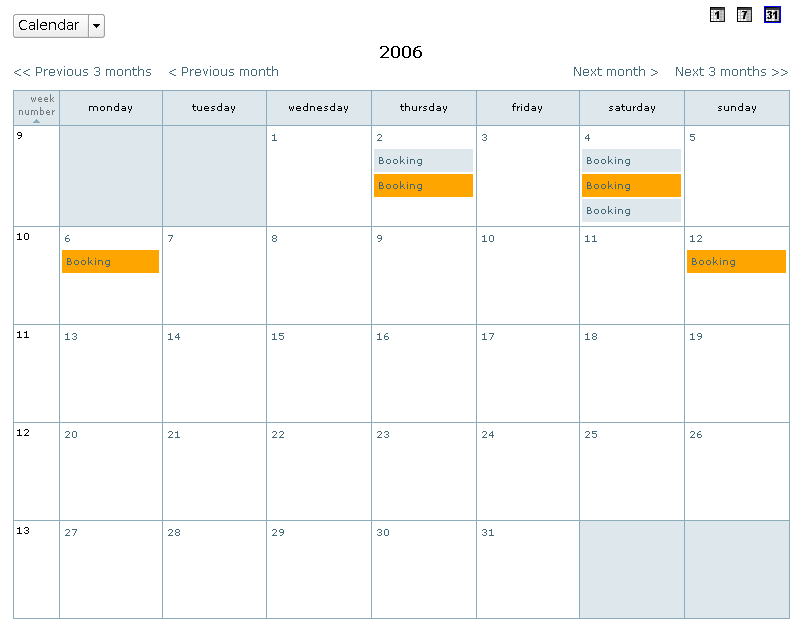 Calendar
1 7 31
2006
<< Previous 3 months < Previous month Next month > Next 3 months >>
week number monday tuesday wednesday thursday friday saturday sunday
9 1 2 3 4 5
Booking Booking
Booking Booking
Booking
10 6 7 8 9 10 11 12
Booking Booking
11 13 14 15 16 17 18 19
12 20 21 22 23 24 25 26
13 27 28 29 30 31